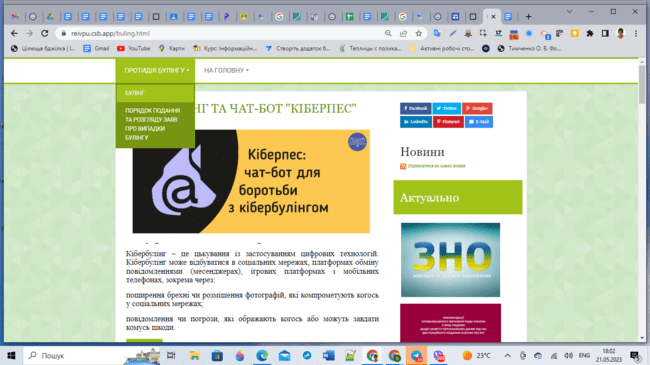 reivpu.csb.app/buling.html
Цілюща бджілка і...
Gmail
YouTube
Карти
Курс: Інформаційн...
Створіть додаток б...
Теплицы с поликa...
Активні робочі сто...
Тимченко О. В. Фо...
ПРОТИДІЯ БУЛІНГУ
НА ГОЛОВНУ
БУЛІНГ
ПОРЯДОК ПОДАННЯ
ТА РОЗГЛЯДУ ЗАЯВ
ПРО ВИПАДКИ
БУЛІНГУ
НГ ТА ЧАТ-БОТ "КІБЕРПЕС"
Кіберпес:
чат-бот для
боротьби
з кібербулінгом
Кібербулінг – це цькування із застосуванням цифрових технологій.
Кібербулінг може відбуватися в соціальних мережах, платформах обміну
повідомленнями (месенджерах), ігрових платформах і мобільних
телефонах, зокрема через:
поширення брехні чи розміщення фотографій, які компрометують когось
у соціальних мережах;
повідомлення чи погрози, які ображають когось або можуть завдати
комусь шкоди.
Facebook
Twitter
Google+
LinkedIn
Pinterest
E-Mail
Новини
Підписатися на канал новин
Актуально
ЗНО
Пошук
23°C
ENG
18:02
21.05.2023